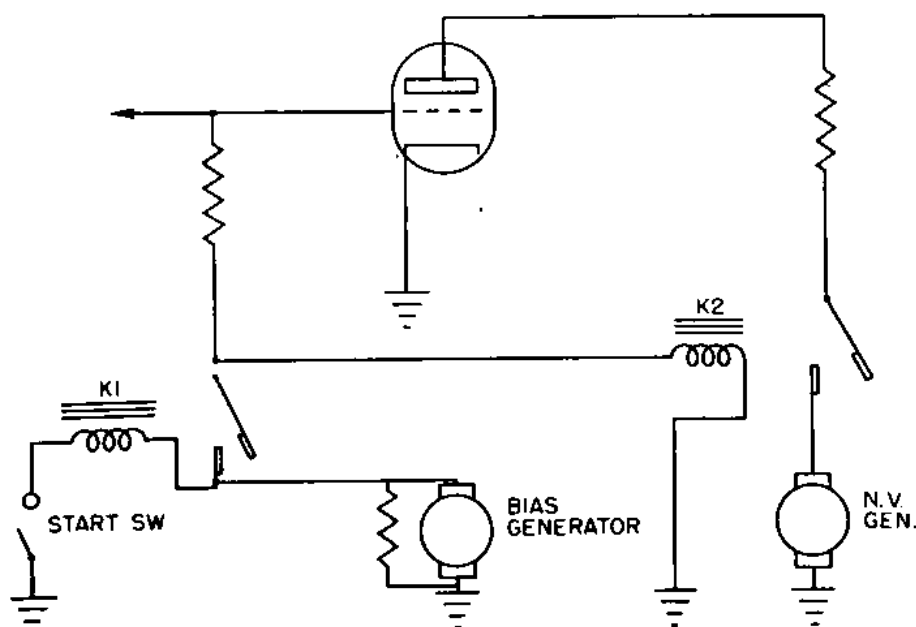 K2
K1
START SW
BIAS
GENERATOR
N.V.
GEN.